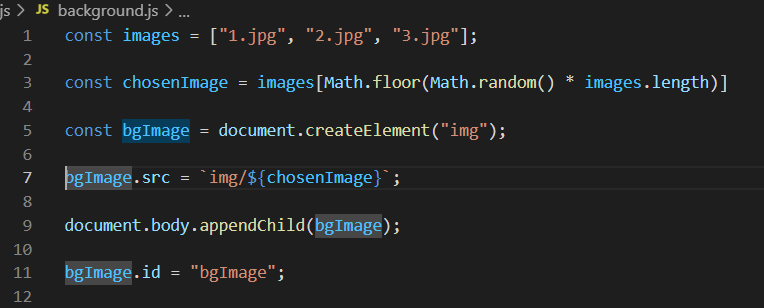 js > JS background.js > ...
1 const images = ["1.jpg", "2.jpg", "3.jpg"];
2
3 const chosenImage = images[Math.floor(Math.random() * images.length)]
4
5 const bgImage = document.createElement("img");
6
7 bgImage.src = `img/${chosenImage}`;
8
9 document.body.appendChild(bgImage);
10
11 bgImage.id = "bgImage";
12